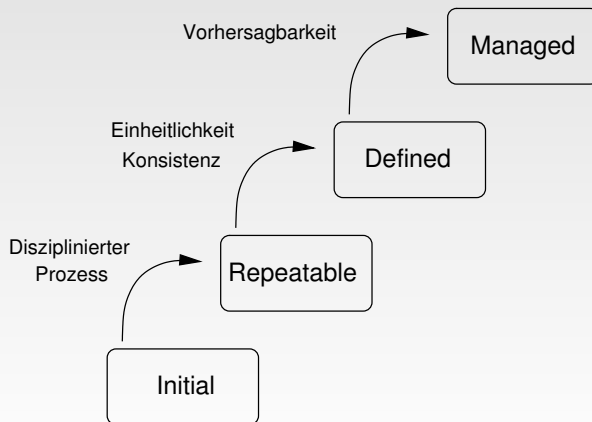 Vorhersagbarkeit
Managed
Einheitlichkeit
Konsistenz
Defined
Disziplinierter
Prozess
Repeatable
Initial